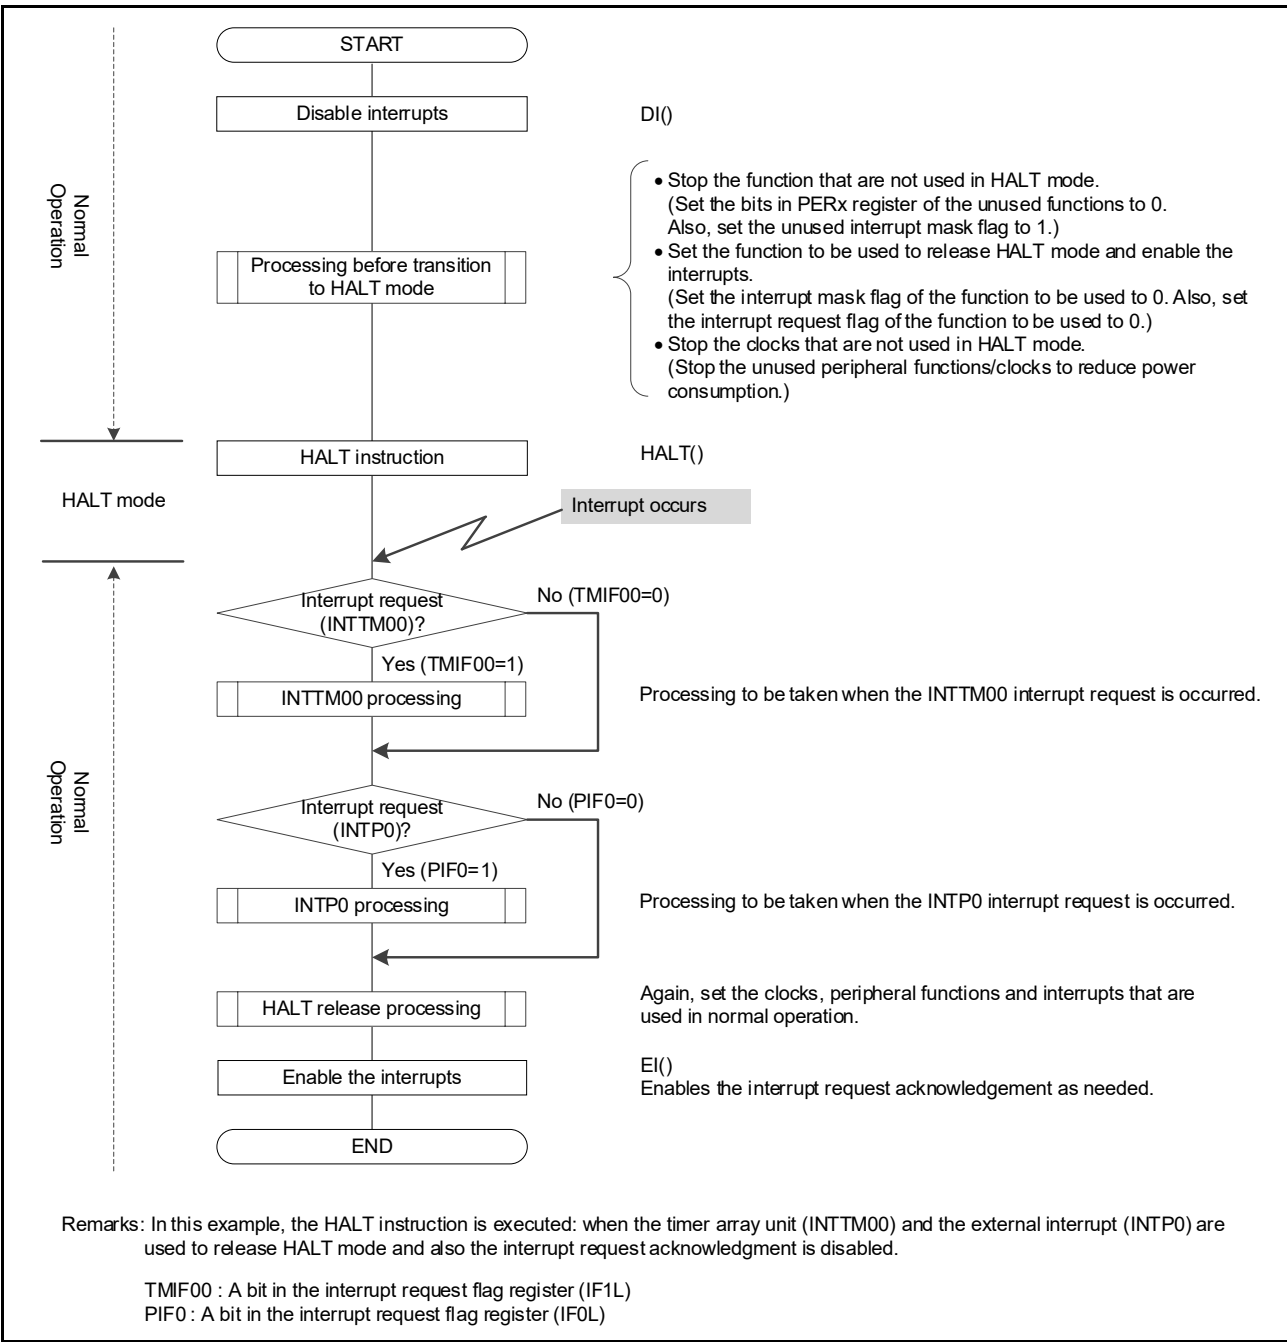 START
Disable interrupts
DI()
Normal
Operation
• Stop the function that are not used in HALT mode.
(Set the bits in PERx register of the unused functions to 0.
Also, set the unused interrupt mask flag to 1.)
• Set the function to be used to release HALT mode and enable the
interrupts.
(Set the interrupt mask flag of the function to be used to 0. Also, set
the interrupt request flag of the function to be used to 0.)
• Stop the clocks that are not used in HALT mode.
(Stop the unused peripheral functions/clocks to reduce power
consumption.)
Processing before transition
to HALT mode
HALT instruction
HALT()
HALT mode
Interrupt occurs
Interrupt request
(INTTM00)?
No (TMIF00=0)
Yes (TMIF00=1)
INTTM00 processing
Processing to be taken when the INTTM00 interrupt request is occurred.
Normal
Operation
Interrupt request
(INTP0)?
No (PIF0=0)
Yes (PIF0=1)
INTP0 processing
Processing to be taken when the INTP0 interrupt request is occurred.
HALT release processing
Again, set the clocks, peripheral functions and interrupts that are
used in normal operation.
Enable the interrupts
EI()
Enables the interrupt request acknowledgement as needed.
END
Remarks: In this example, the HALT instruction is executed: when the timer array unit (INTTM00) and the external interrupt (INTP0) are
used to release HALT mode and also the interrupt request acknowledgment is disabled.
TMIF00 : A bit in the interrupt request flag register (IF1L)
PIF0 : A bit in the interrupt request flag register (IF0L)